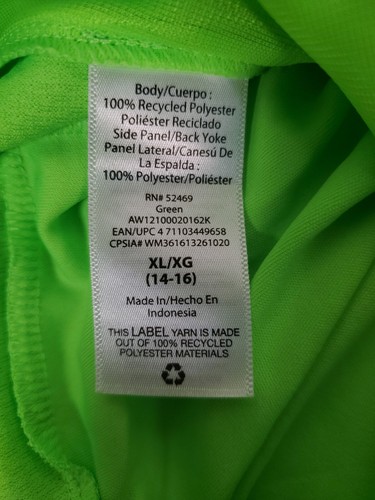 Body/Cuerpo :
100% Recycled Polyester
Poliéster Reciclado
Side Panel/Back Yoke
Panel Lateral/Canesú De
La Espalda :
100% Polyester/Poliéster
RN# 52469
Green
AW12100020162K
EAN/UPC 4 71103449658
CPSIA# WM361613261020
XL/XG
(14-16)
Made In/Hecho En
Indonesia
THIS LABEL YARN IS MADE
OUT OF 100% RECYCLED
POLYESTER MATERIALS